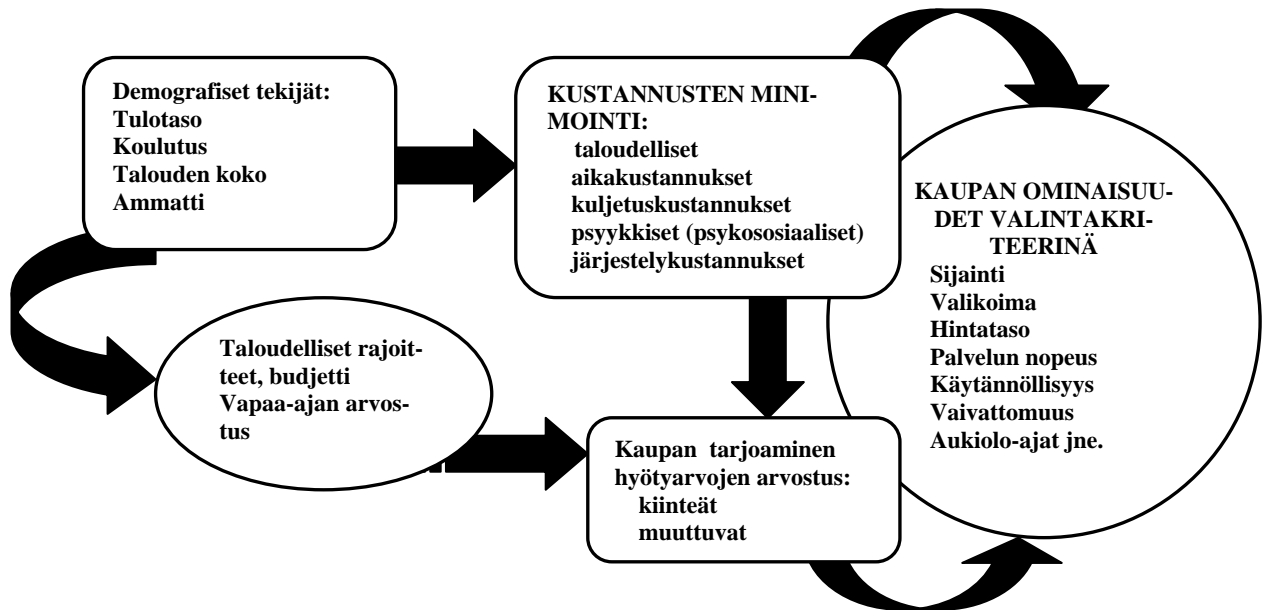 Demografiset tekijät:
Tulotaso
Koulutus
Talouden koko
Ammatti
KUSTANNUSTEN MINI-
MOINTI:
taloudelliset
aikakustannukset
kuljetuskustannukset
psyykkiset (psykososiaaliset)
järjestelykustannukset
KAUPAN OMINAISUU-
DET VALINTAKRI-
TEERINÄ
Sijainti
Valikoima
Hintataso
Palvelun nopeus
Käytännöllisyys
Vaivattomuus
Aukiolo-ajat jne.
Taloudelliset rajoit-
teet, budjetti
Vapaa-ajan arvos-
tus
Kaupan tarjoaminen
hyötyarvojen arvostus:
kiinteät
muuttuvat